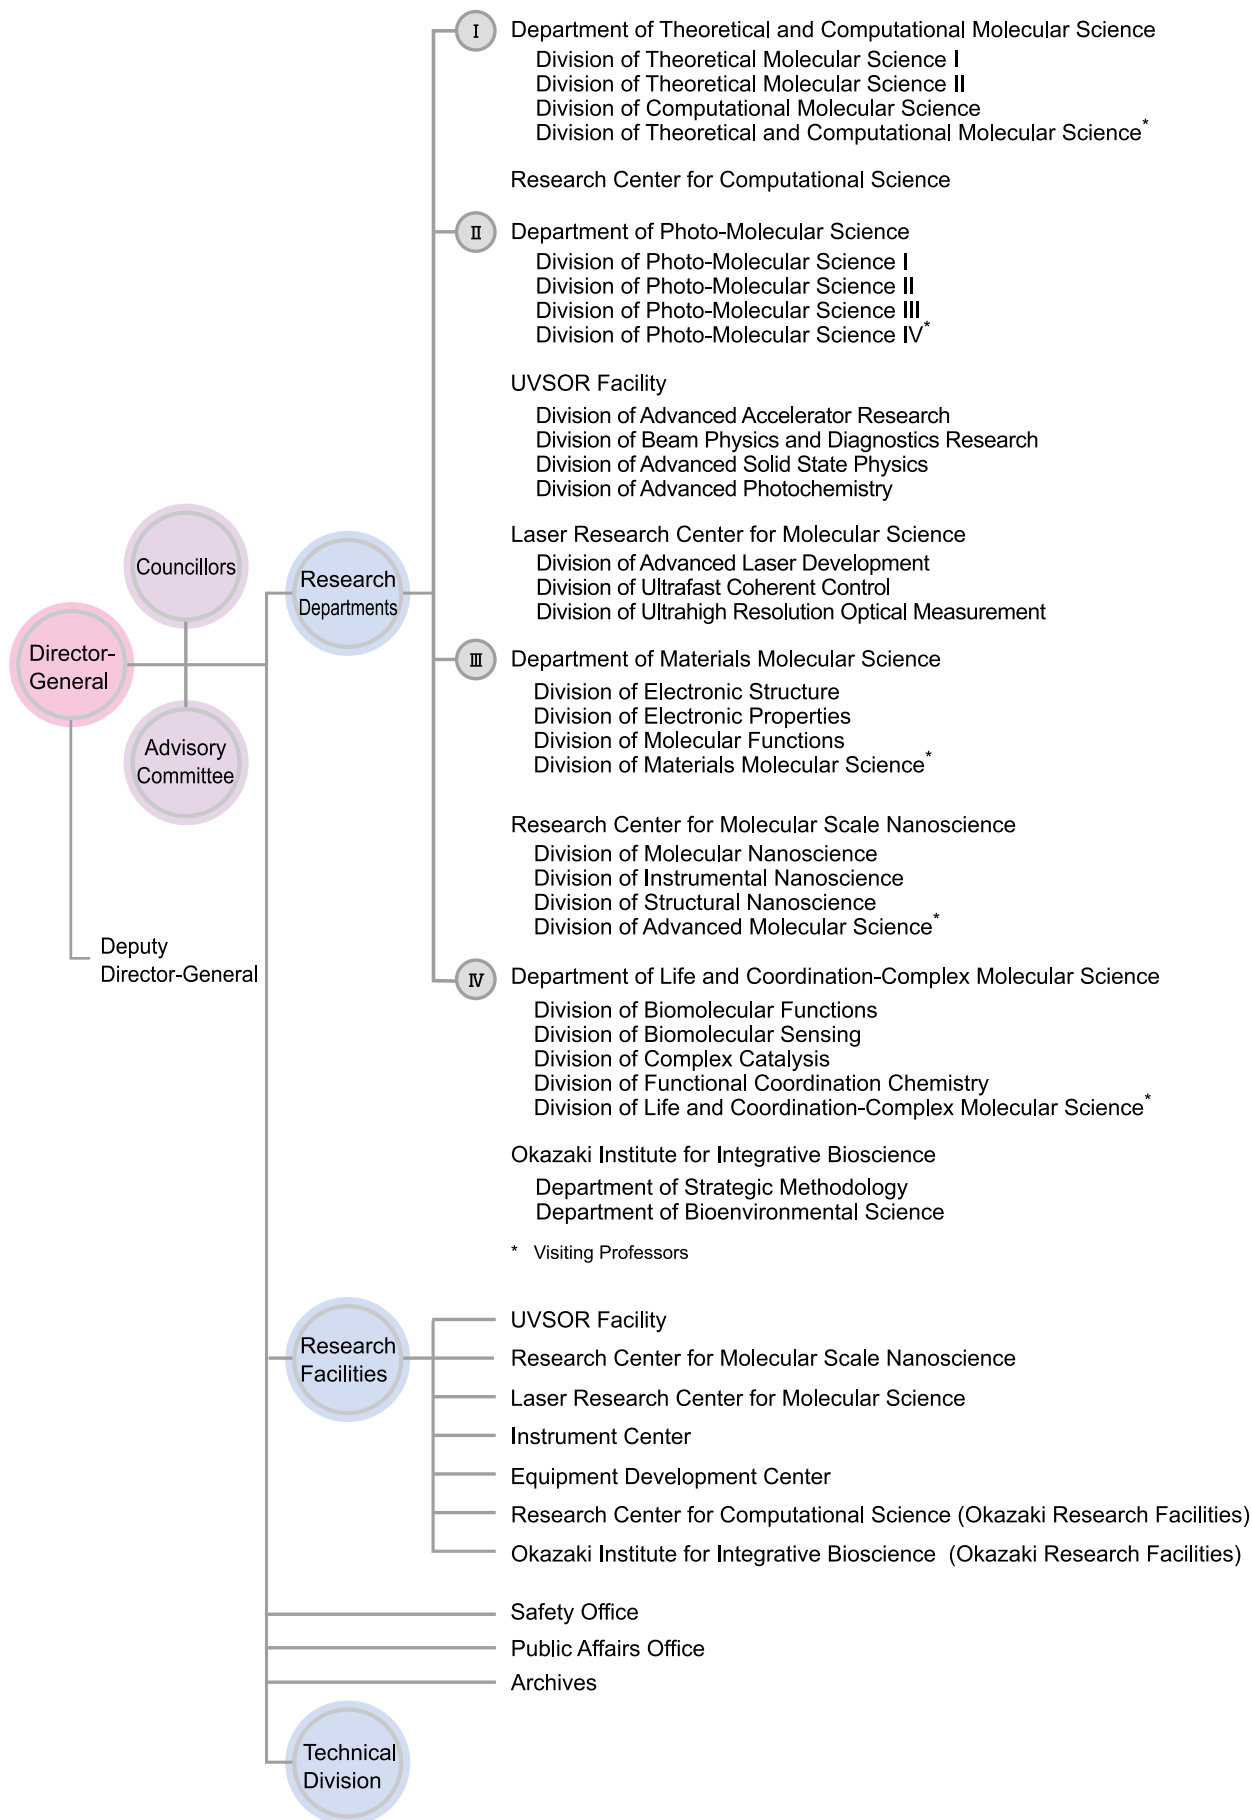 Director-
General
Councillors
Advisory
Committee
Deputy
Director-General
Research
Departments
I
Department of Theoretical and Computational Molecular Science
Division of Theoretical Molecular Science I
Division of Theoretical Molecular Science II
Division of Computational Molecular Science
Division of Theoretical and Computational Molecular Science*
Research Center for Computational Science
II
Department of Photo-Molecular Science
Division of Photo-Molecular Science I
Division of Photo-Molecular Science II
Division of Photo-Molecular Science III
Division of Photo-Molecular Science IV*
UVSOR Facility
Division of Advanced Accelerator Research
Division of Beam Physics and Diagnostics Research
Division of Advanced Solid State Physics
Division of Advanced Photochemistry
Laser Research Center for Molecular Science
Division of Advanced Laser Development
Division of Ultrafast Coherent Control
Division of Ultrahigh Resolution Optical Measurement
III
Department of Materials Molecular Science
Division of Electronic Structure
Division of Electronic Properties
Division of Molecular Functions
Division of Materials Molecular Science*
Research Center for Molecular Scale Nanoscience
Division of Molecular Nanoscience
Division of Instrumental Nanoscience
Division of Structural Nanoscience
Division of Advanced Molecular Science*
IV
Department of Life and Coordination-Complex Molecular Science
Division of Biomolecular Functions
Division of Biomolecular Sensing
Division of Complex Catalysis
Division of Functional Coordination Chemistry
Division of Life and Coordination-Complex Molecular Science*
Okazaki Institute for Integrative Bioscience
Department of Strategic Methodology
Department of Bioenvironmental Science
* Visiting Professors
Research
Facilities
UVSOR Facility
Research Center for Molecular Scale Nanoscience
Laser Research Center for Molecular Science
Instrument Center
Equipment Development Center
Research Center for Computational Science (Okazaki Research Facilities)
Okazaki Institute for Integrative Bioscience (Okazaki Research Facilities)
Safety Office
Public Affairs Office
Archives
Technical
Division